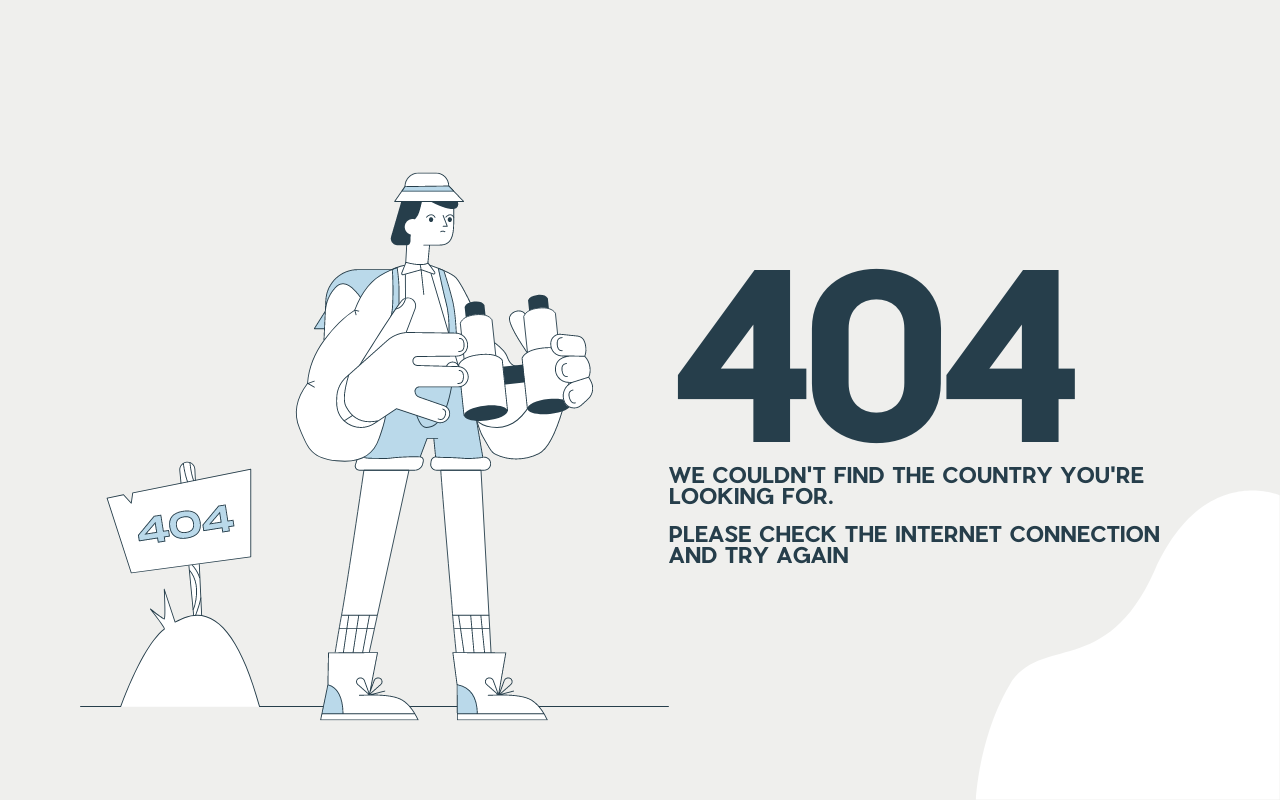 404
404
WE COULDN'T FIND THE COUNTRY YOU'RE
LOOKING FOR.
PLEASE CHECK THE INTERNET CONNECTION
AND TRY AGAIN